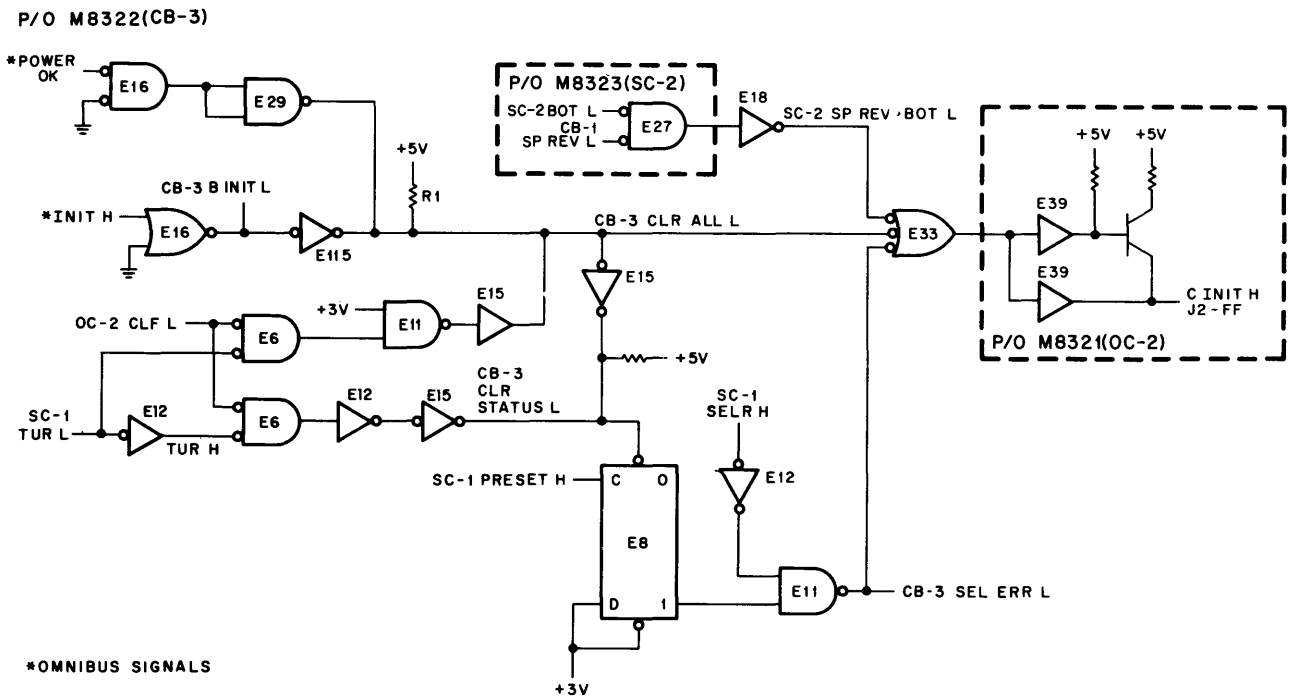 P/O M8322(CB-3)
*POWER
OK
E16
E29
P/O M8323(SC-2)
SC-2 BOT L
CB-1
SP REV L
E27
E18
SC-2 SP REV·BOT L
+5V
+5V
+5V
R1
CB-3 B INIT L
*INIT H
E16
E115
CB-3 CLR ALL L
E33
E39
E39
C INIT H
J2-FF
P/O M8321(OC-2)
E15
+3V
E11
E15
OC-2 CLF L
E6
+5V
CB-3
CLR
STATUS L
SC-1
TUR L
E12
TUR H
E6
E12
E15
SC-1
SELR H
E12
SC-1 PRESET H
C
0
E8
D
1
E11
CB-3 SEL ERR L
+3V
*OMNIBUS SIGNALS